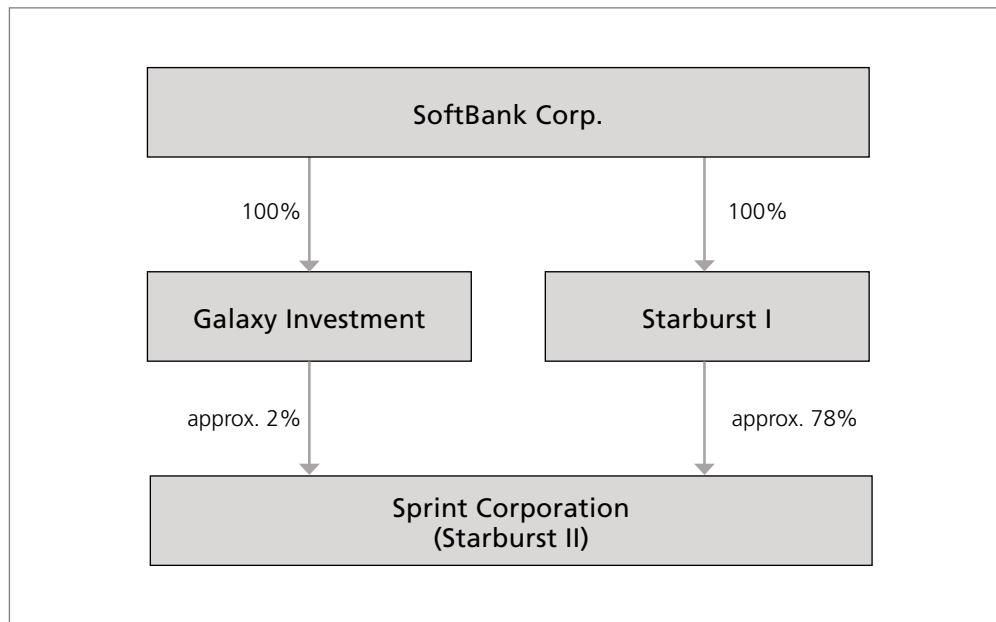 SoftBank Corp.
100%
100%
Galaxy Investment
Starburst I
approx. 2%
approx. 78%
Sprint Corporation
(Starburst II)